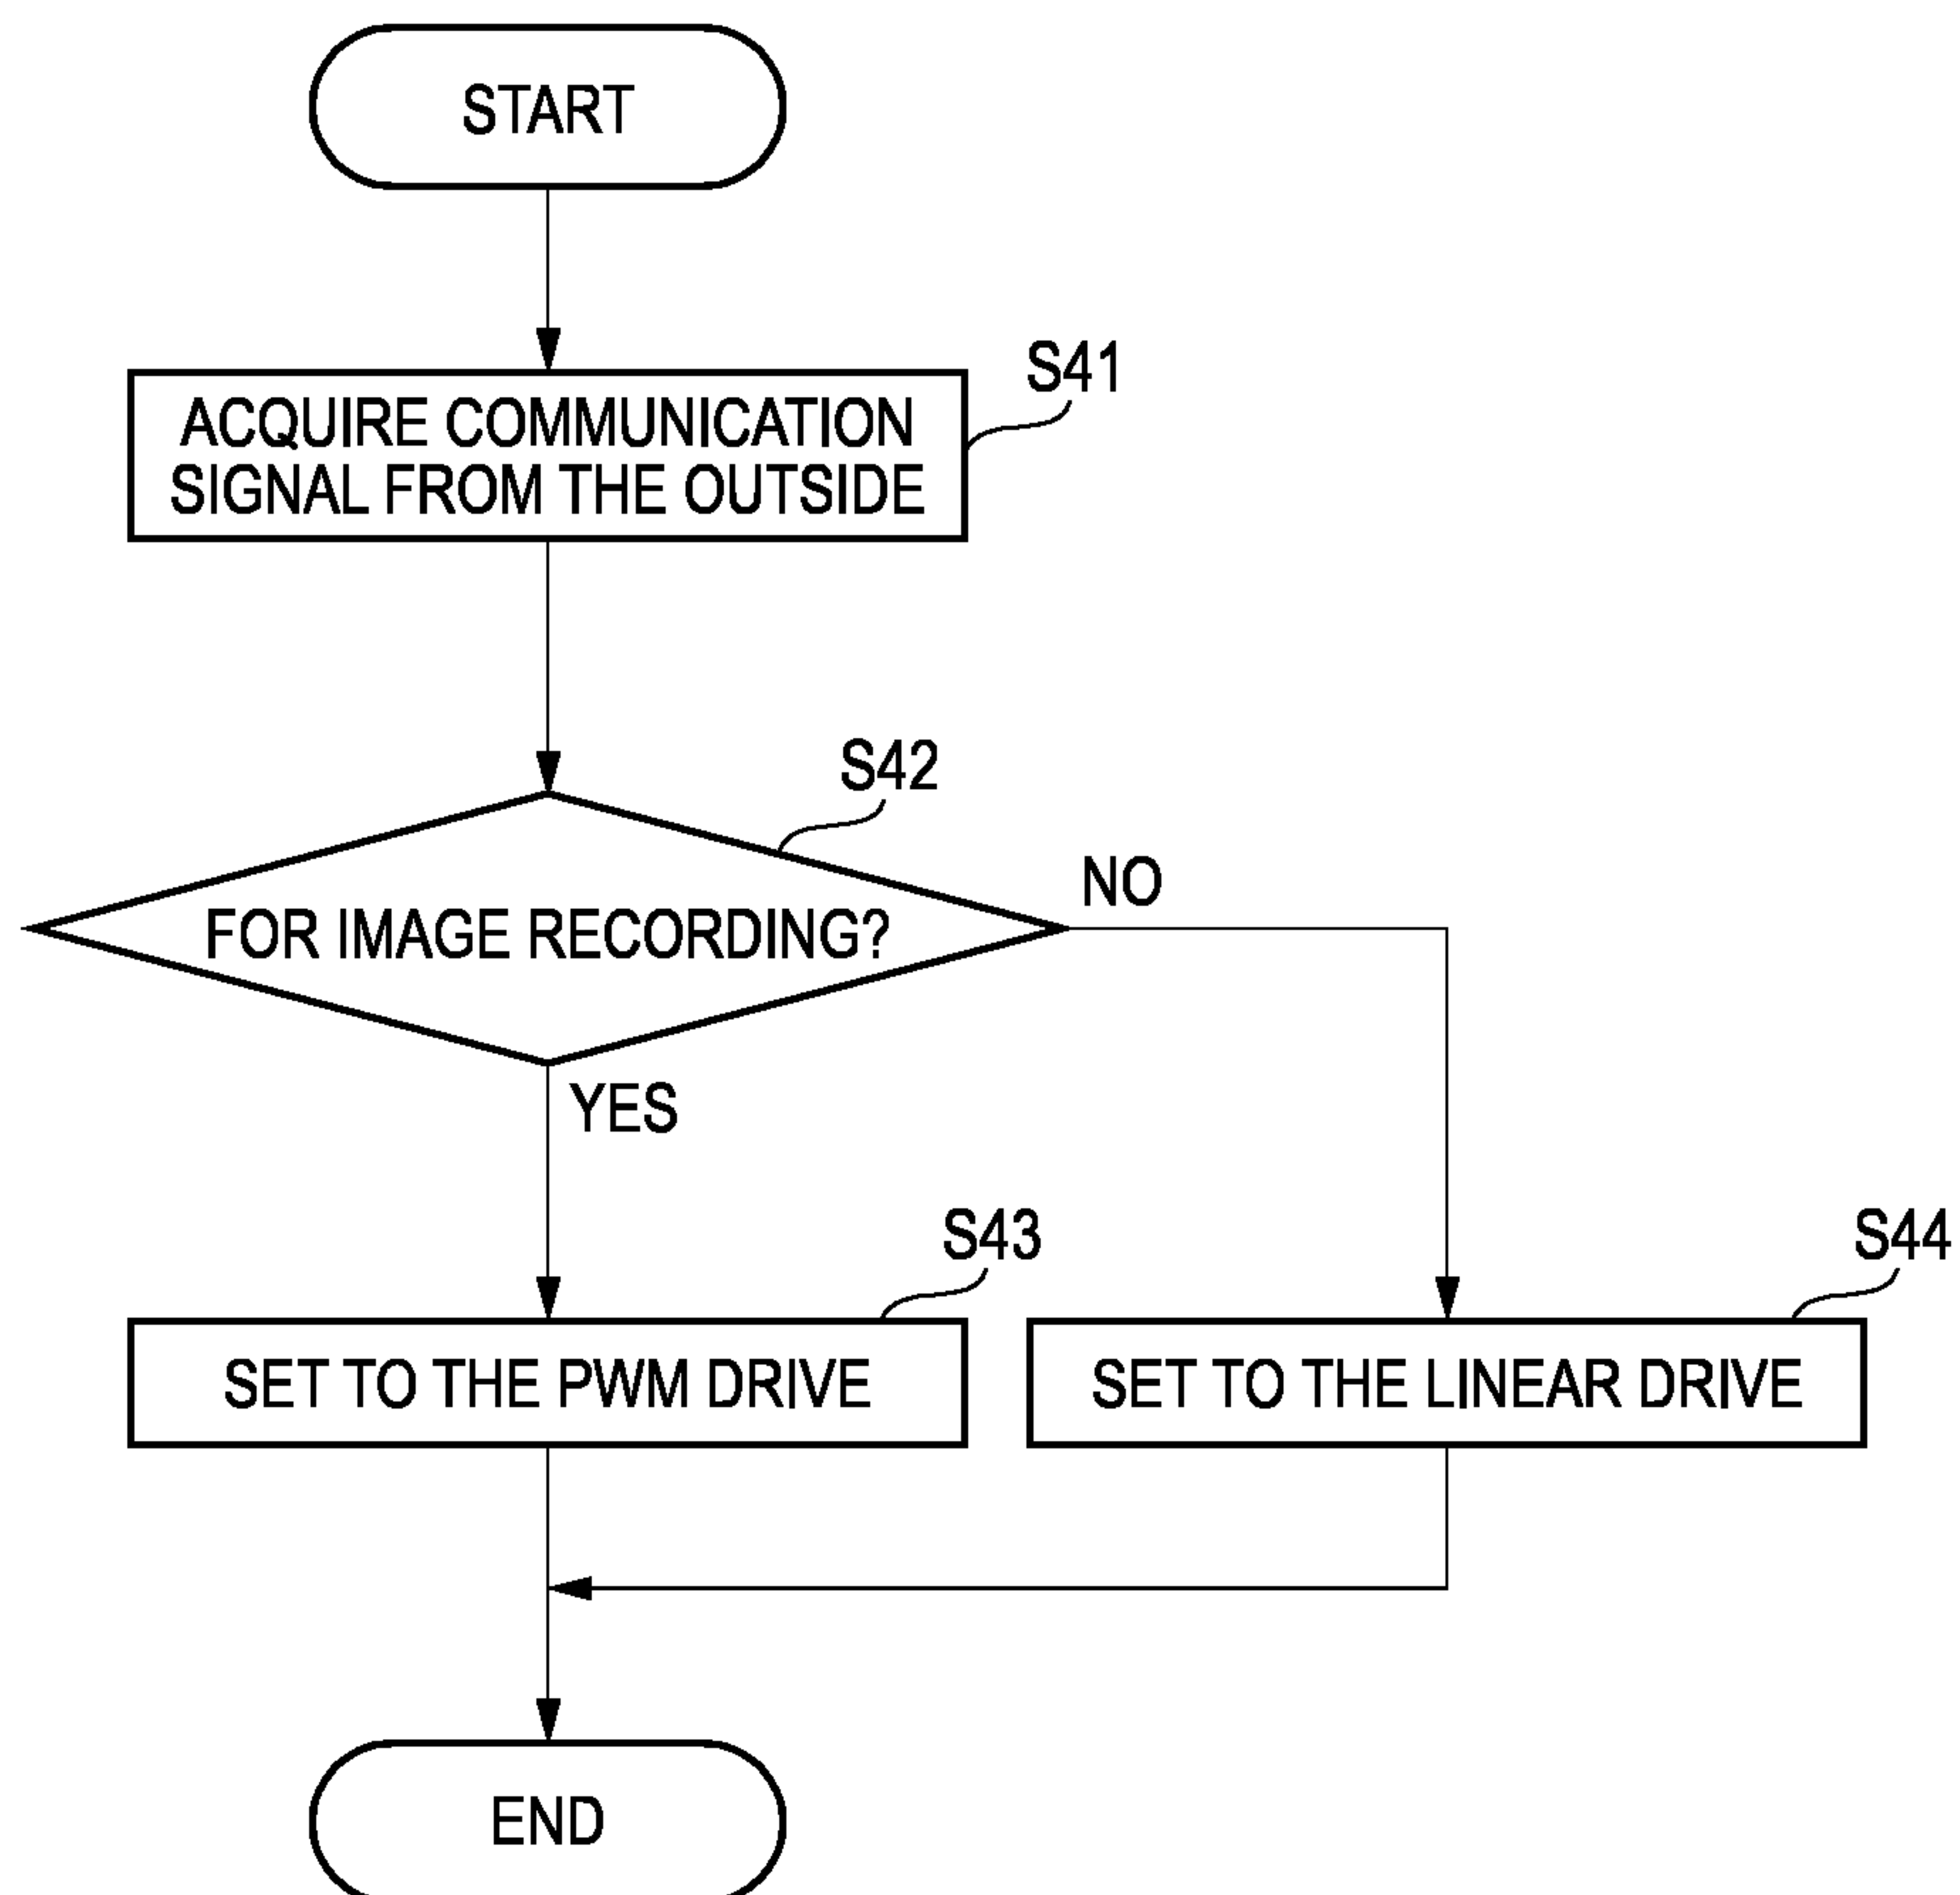 START
S41
ACQUIRE COMMUNICATION
SIGNAL FROM THE OUTSIDE
S42
NO
FOR IMAGE RECORDING?
YES
S43
S44
SET TO THE PWM DRIVE
SET TO THE LINEAR DRIVE
END